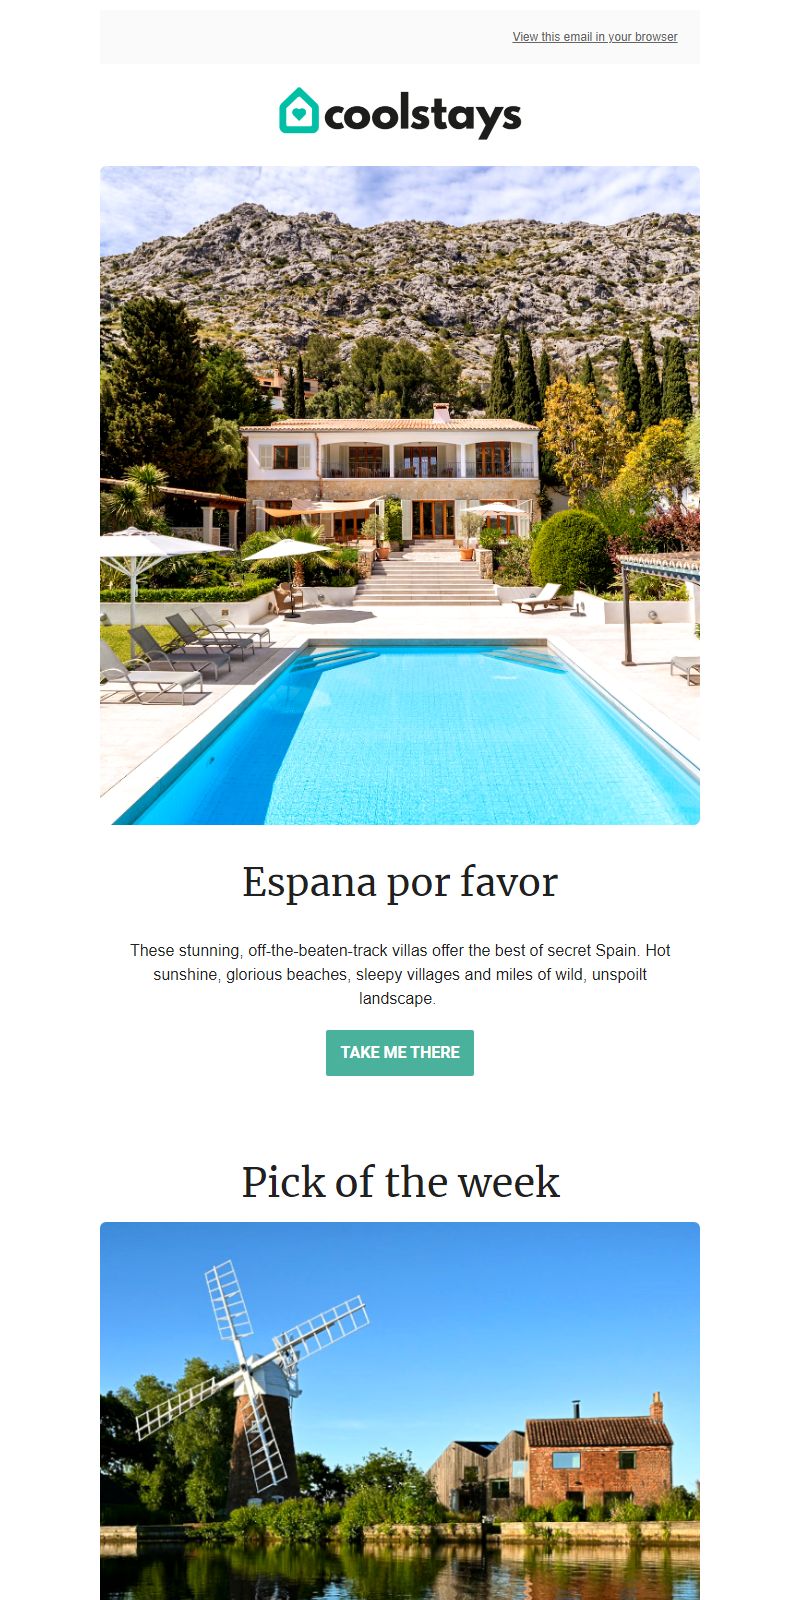 View this email in your browser
coolstays
Espana por favor
These stunning, off-the-beaten-track villas offer the best of secret Spain. Hot
sunshine, glorious beaches, sleepy villages and miles of wild, unspoilt
landscape.
TAKE ME THERE
Pick of the week